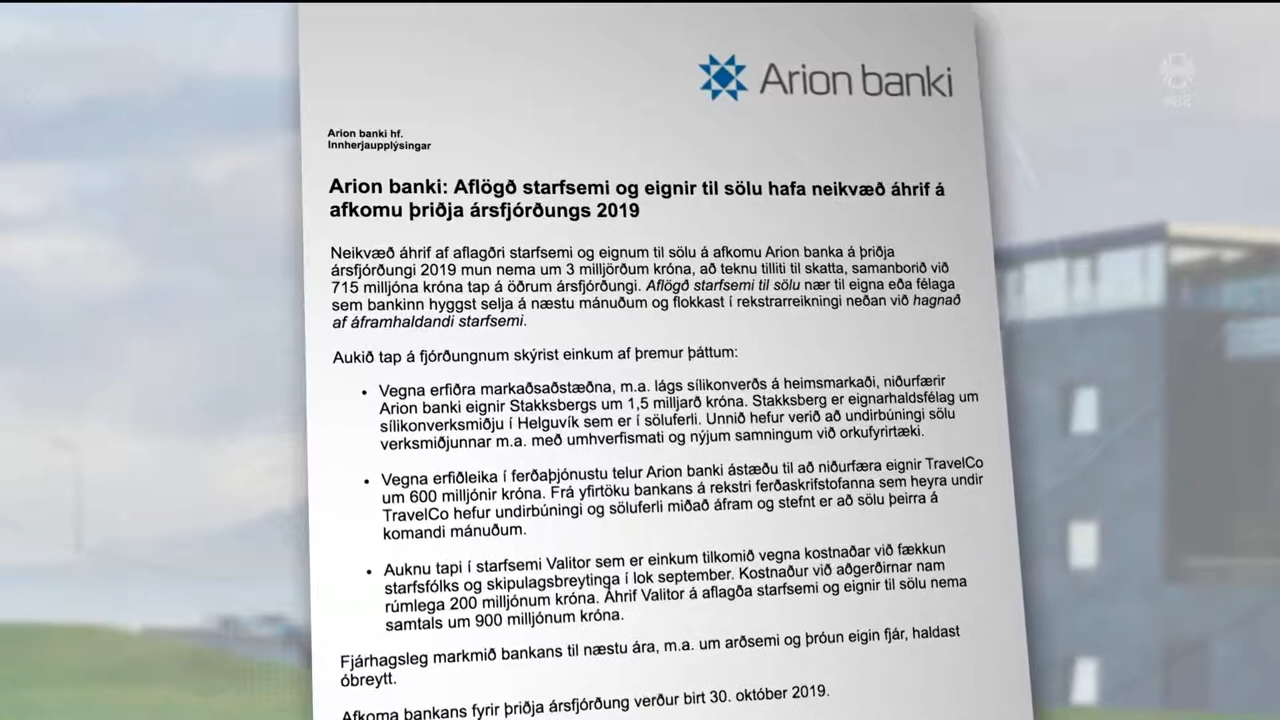 Arion banki
Arion banki hf.
Innherjaupplýsingar
Arion banki: Aflögð starfsemi og eignir til sölu hafa neikvæð áhrif á
afkomu þriðja ársfjórðungs 2019
Neikvæð áhrif af aflagðri starfsemi og eignum til sölu á afkomu Arion banka á þriðja
ársfjórðungi 2019 mun nema um 3 milljörðum króna, að teknu tilliti til skatta, samanborið við
715 milljóna króna tap á öðrum ársfjórðungi. Aflögð starfsemi til sölu nær til eigna eða félaga
sem bankinn hyggst selja á næstu mánuðum og flokkast í rekstrarreikningi neðan við hagnað
af áframhaldandi starfsemi.
Aukið tap á fjórðungnum skýrist einkum af þremur þáttum:
• Vegna erfiðra markaðsaðstæðna, m.a. lágs sílikonverðs á heimsmarkaði, niðurfærir
Arion banki eignir Stakksbergs um 1,5 milljarð króna. Stakksberg er eignarhaldsfélag um
sílikonverksmiðju í Helguvík sem er í söluferli. Unnið hefur verið að undirbúningi sölu
verksmiðjunnar m.a. með umhverfismati og nýjum samningum við orkufyrirtæki.
• Vegna erfiðleika í ferðaþjónustu telur Arion banki ástæðu til að niðurfæra eignir TravelCo
um 600 milljónir króna. Frá yfirtöku bankans á rekstri ferðaskrifstofanna sem heyra undir
TravelCo hefur undirbúningi og söluferli miðað áfram og stefnt er að sölu þeirra á
komandi mánuðum.
• Auknu tapi í starfsemi Valitor sem er einkum tilkomið vegna kostnaðar við fækkun
starfsfólks og skipulagsbreytinga í lok september. Kostnaður við aðgerðirnar nam
rúmlega 200 milljónum króna. Áhrif Valitor á aflagða starfsemi og eignir til sölu nema
samtals um 900 milljónum króna.
Fjárhagsleg markmið bankans til næstu ára, m.a. um arðsemi og þróun eigin fjár, haldast
óbreytt.
Afkoma bankans fyrir þriðja ársfjórðung verður birt 30. október 2019.